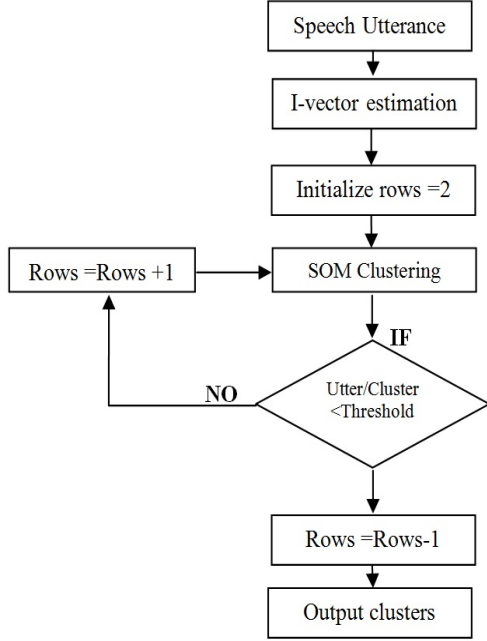 Speech Utterance
I-vector estimation
Initialize rows =2
Rows =Rows +1
SOM Clustering
IF
NO
Utter/Cluster
<Threshold
Rows =Rows-1
Output clusters